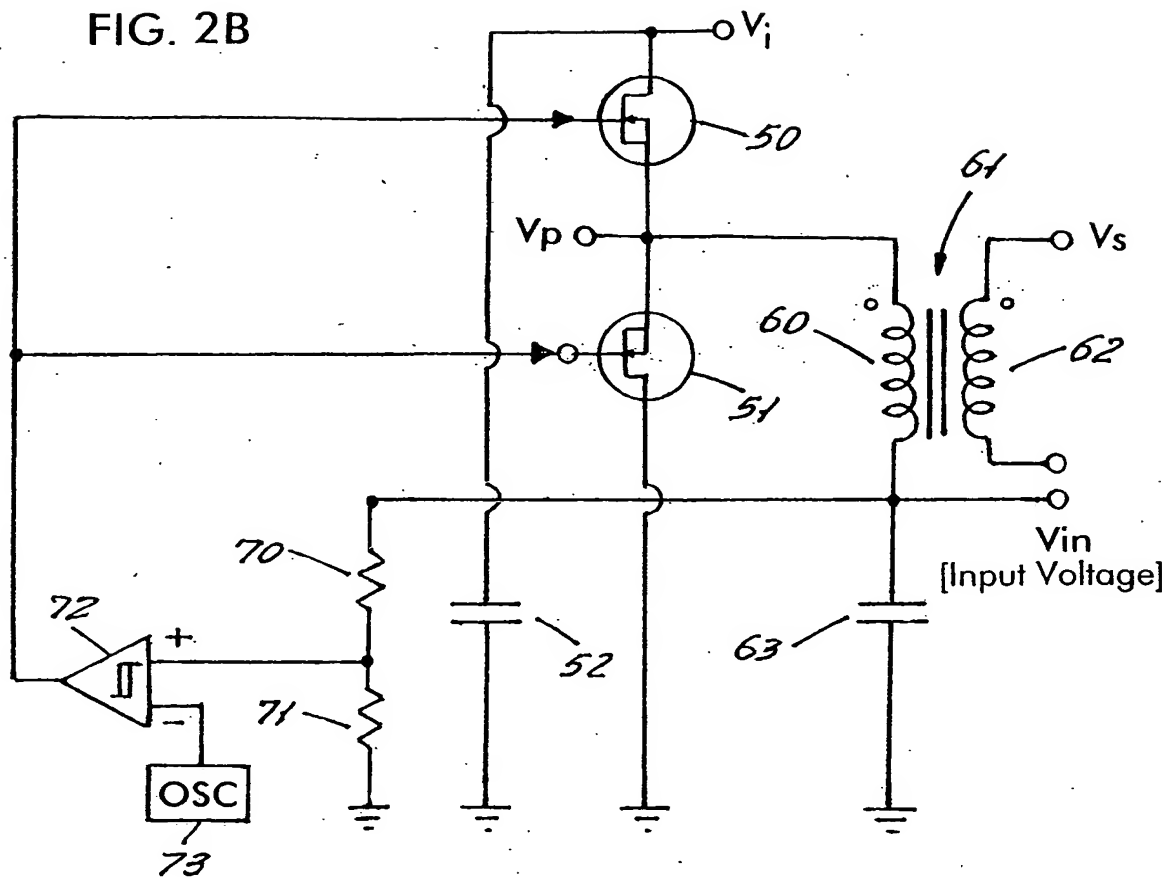 FIG. 2B
Vi
50
61
Vp
Vs
60
62
51
70
Vin
[Input Voltage]
72
+
52
63
71
−
OSC
73